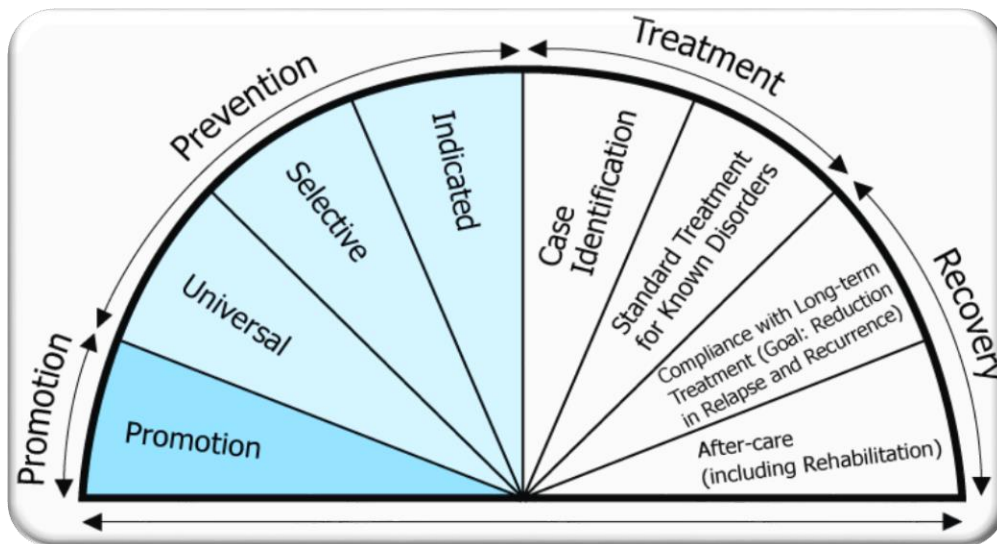 Promotion
Prevention
Treatment
Recovery
Promotion
Universal
Selective
Indicated
Case
Identification
Standard Treatment
for Known Disorders
Compliance with Long-term
Treatment (Goal: Reduction
in Relapse and Recurrence)
After-care
(including Rehabilitation)